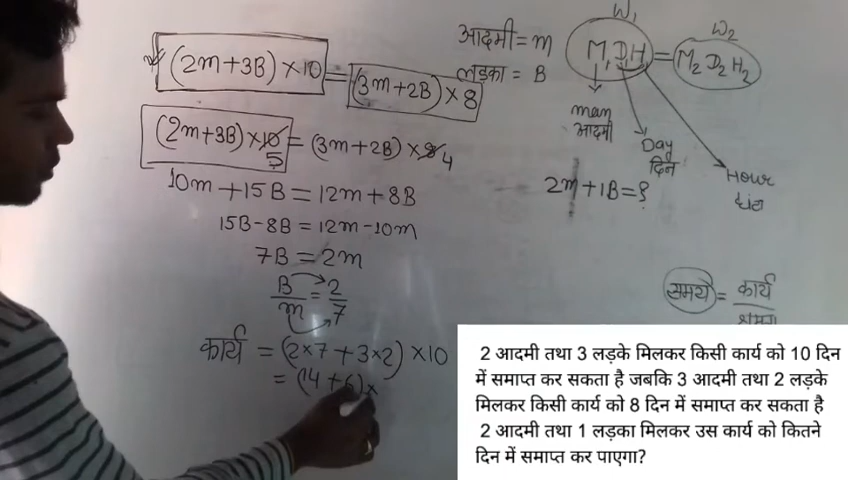 (2m+3B)×10 = (3m+2B)×8
(2m+3B)×10 = (3m+2B)×8
5 4
10m+15B = 12m+8B
15B-8B = 12m-10m
7B = 2m
B/m = 2/7
कार्य = (2×7+3×2)×10
= (14+6)×
आदमी = m
लड़का = B
W₁ W₂
M₁D₁H₁ = M₂D₂H₂
man
आदमी
Day
दिन
Hour
2m+1B=?
समय = कार्य
2 आदमी तथा 3 लड़के मिलकर किसी कार्य को 10 दिन
में समाप्त कर सकता है जबकि 3 आदमी तथा 2 लड़के
मिलकर किसी कार्य को 8 दिन में समाप्त कर सकता है
2 आदमी तथा 1 लड़का मिलकर उस कार्य को कितने
दिन में समाप्त कर पाएगा?